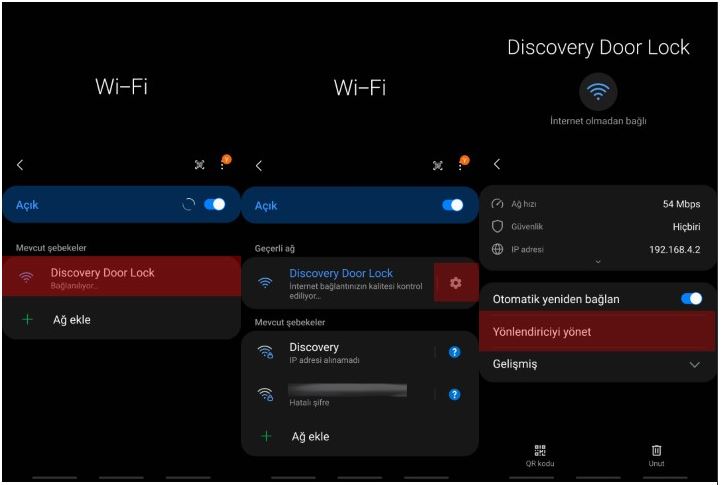 Wi-Fi
Y
Açık
Mevcut şebekeler
Discovery Door Lock
Bağlanılıyor...
Ağ ekle
Wi-Fi
Y
Açık
Geçerli ağ
Discovery Door Lock
İnternet bağlantınızın kalitesi kontrol
ediliyor...
Mevcut şebekeler
Discovery
IP adresi alınamadı
?
Hatalı şifre
?
Ağ ekle
Discovery Door Lock
İnternet olmadan bağlı
Ağ hızı 54 Mbps
Güvenlik Hiçbiri
IP adresi 192.168.4.2
Otomatik yeniden bağlan
Yönlendiriciyi yönet
Gelişmiş
QR kodu Unut